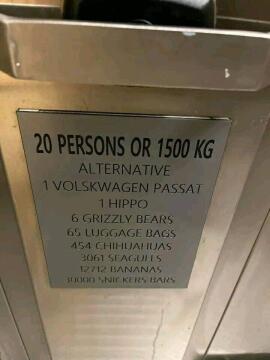 20 PERSONS OR 1500 KG
ALTERNATIVE
1 VOLSKWAGEN PASSAT
1 HIPPO
6 GRIZZLY BEARS
65 LUGGAGE BAGS
454 CHIHUAHUAS
3061 SEAGULLS
12712 BANANAS
30000 SNICKERS BARS